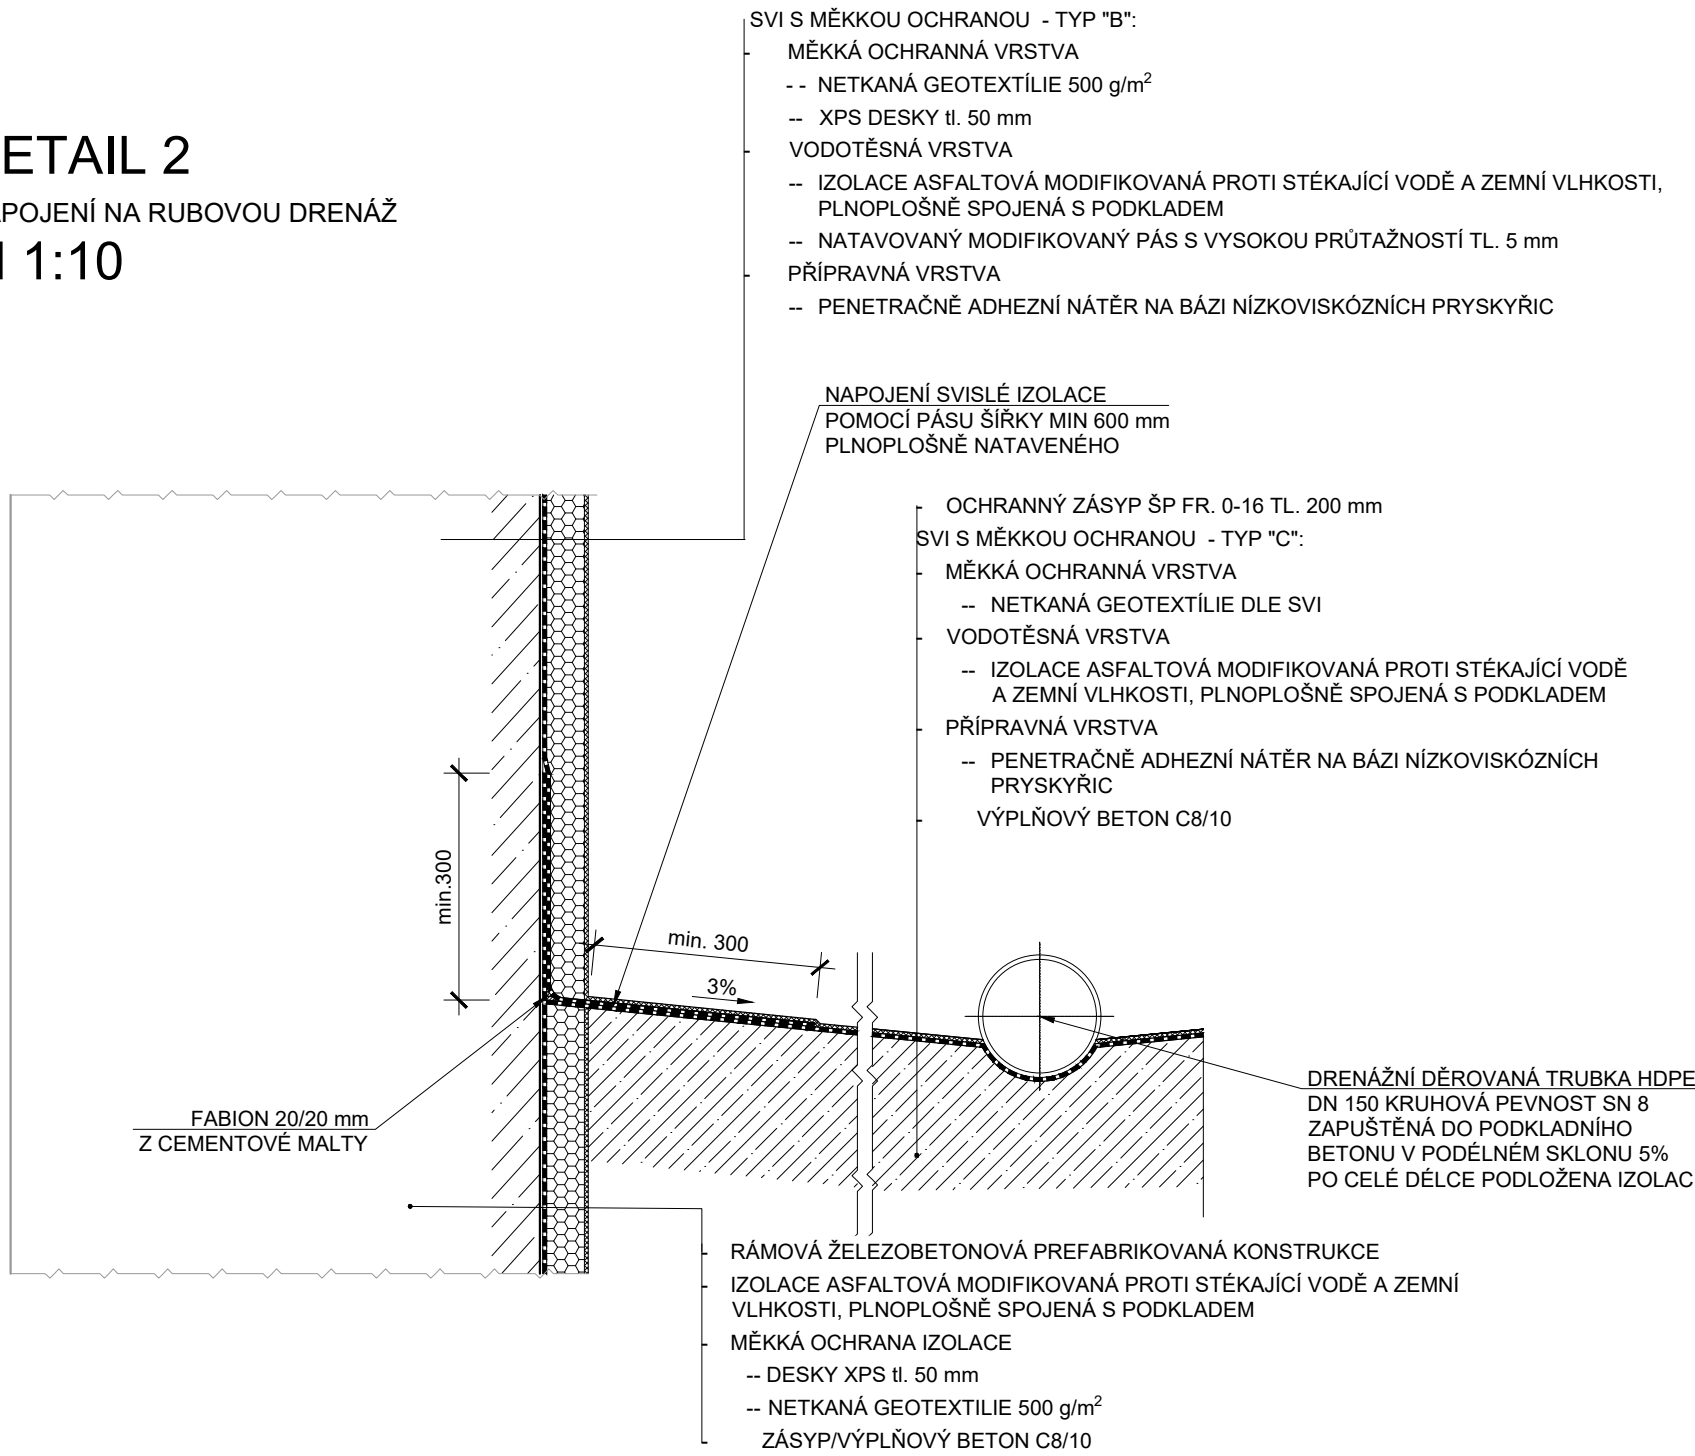 SVI S MĚKKOU OCHRANOU - TYP "B":
- MĚKKÁ OCHRANNÁ VRSTVA
- - NETKANÁ GEOTEXTÍLIE 500 g/m²
-- XPS DESKY tl. 50 mm
- VODOTĚSNÁ VRSTVA
-- IZOLACE ASFALTOVÁ MODIFIKOVANÁ PROTI STÉKAJÍCÍ VODĚ A ZEMNÍ VLHKOSTI,
PLNOPLOŠNĚ SPOJENÁ S PODKLADEM
-- NATAVOVANÝ MODIFIKOVANÝ PÁS S VYSOKOU PRŮTAŽNOSTÍ TL. 5 mm
- PŘÍPRAVNÁ VRSTVA
-- PENETRAČNĚ ADHEZNÍ NÁTĚR NA BÁZI NÍZKOVISKÓZNÍCH PRYSKYŘIC
ETAIL 2
APOJENÍ NA RUBOVOU DRENÁŽ
1:10
NAPOJENÍ SVISLÉ IZOLACE
POMOCÍ PÁSU ŠÍŘKY MIN 600 mm
PLNOPLOŠNĚ NATAVENÉHO
- OCHRANNÝ ZÁSYP ŠP FR. 0-16 TL. 200 mm
SVI S MĚKKOU OCHRANOU - TYP "C":
- MĚKKÁ OCHRANNÁ VRSTVA
-- NETKANÁ GEOTEXTÍLIE DLE SVI
- VODOTĚSNÁ VRSTVA
-- IZOLACE ASFALTOVÁ MODIFIKOVANÁ PROTI STÉKAJÍCÍ VODĚ
A ZEMNÍ VLHKOSTI, PLNOPLOŠNĚ SPOJENÁ S PODKLADEM
- PŘÍPRAVNÁ VRSTVA
-- PENETRAČNĚ ADHEZNÍ NÁTĚR NA BÁZI NÍZKOVISKÓZNÍCH
PRYSKYŘIC
- VÝPLŇOVÝ BETON C8/10
min.300
min. 300
3%
FABION 20/20 mm
Z CEMENTOVÉ MALTY
DRENÁŽNÍ DĚROVANÁ TRUBKA HDPE
DN 150 KRUHOVÁ PEVNOST SN 8
ZAPUŠTĚNÁ DO PODKLADNÍHO
BETONU V PODÉLNÉM SKLONU 5%
PO CELÉ DÉLCE PODLOŽENA IZOLAC
- RÁMOVÁ ŽELEZOBETONOVÁ PREFABRIKOVANÁ KONSTRUKCE
- IZOLACE ASFALTOVÁ MODIFIKOVANÁ PROTI STÉKAJÍCÍ VODĚ A ZEMNÍ
VLHKOSTI, PLNOPLOŠNĚ SPOJENÁ S PODKLADEM
- MĚKKÁ OCHRANA IZOLACE
-- DESKY XPS tl. 50 mm
-- NETKANÁ GEOTEXTILIE 500 g/m²
- ZÁSYP/VÝPLŇOVÝ BETON C8/10